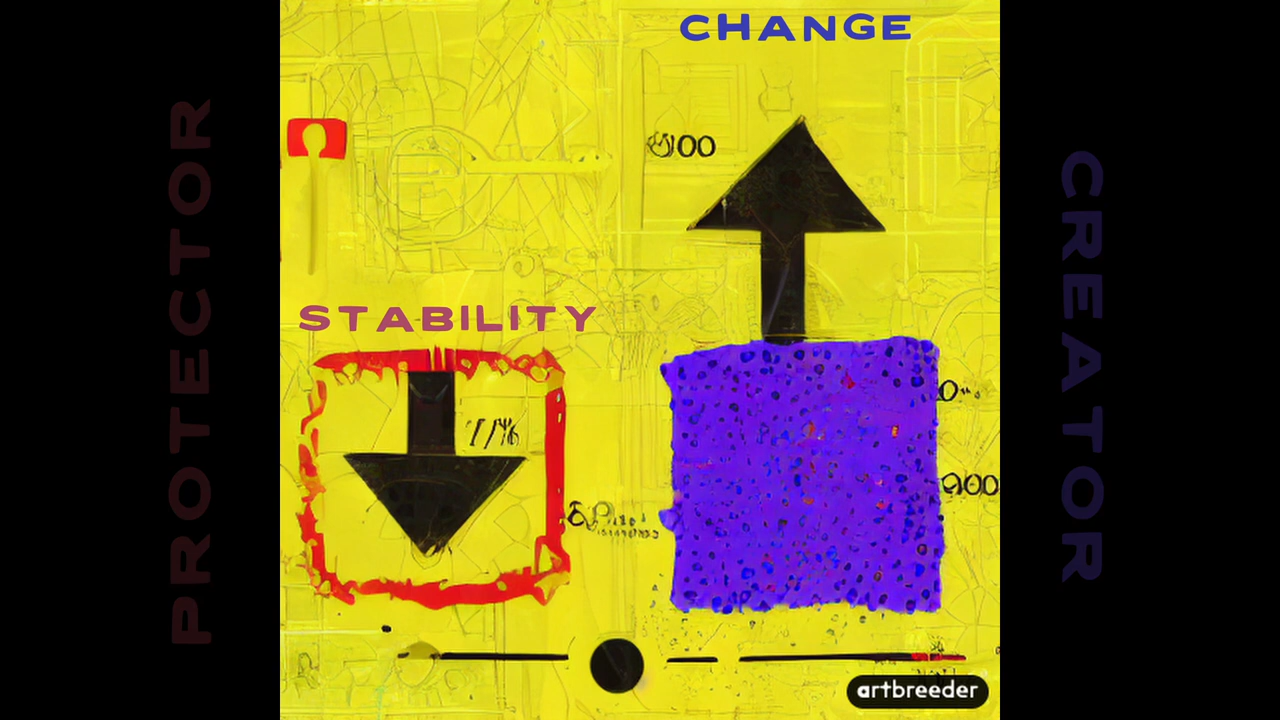 CHANGE
STABILITY
PROTECTOR
CREATOR
artbreeder